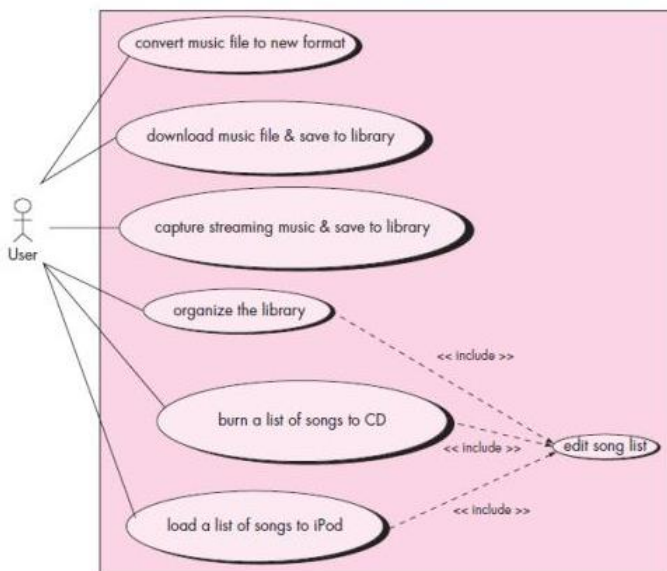 convert music file to new format
download music file & save to library
capture streaming music & save to library
User
organize the library
<< include >>
burn a list of songs to CD
<< include >>
edit song list
<< include >>
load a list of songs to iPod